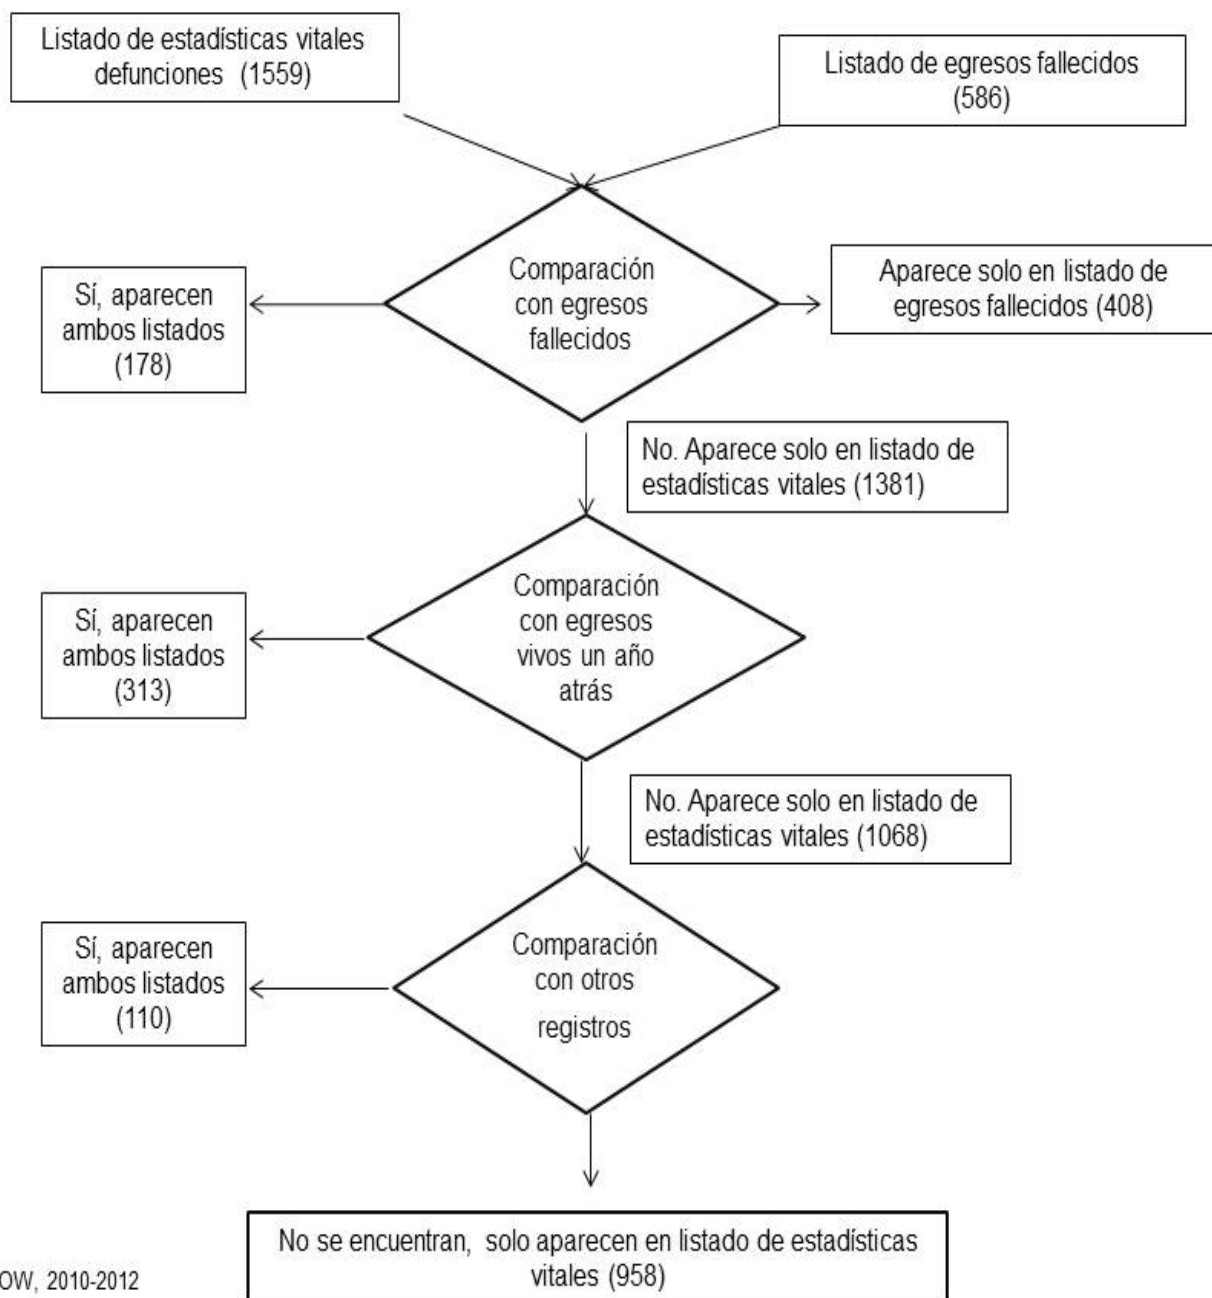 Listado de estadísticas vitales
defunciones (1559)
Listado de egresos fallecidos
(586)
Comparación
con egresos
fallecidos
Sí, aparecen
ambos listados
(178)
Aparece solo en listado de
egresos fallecidos (408)
No. Aparece solo en listado de
estadísticas vitales (1381)
Comparación
con egresos
vivos un año
atrás
Sí, aparecen
ambos listados
(313)
No. Aparece solo en listado de
estadísticas vitales (1068)
Comparación
con otros
registros
Sí, aparecen
ambos listados
(110)
No se encuentran, solo aparecen en listado de estadísticas
vitales (958)
OW, 2010-2012